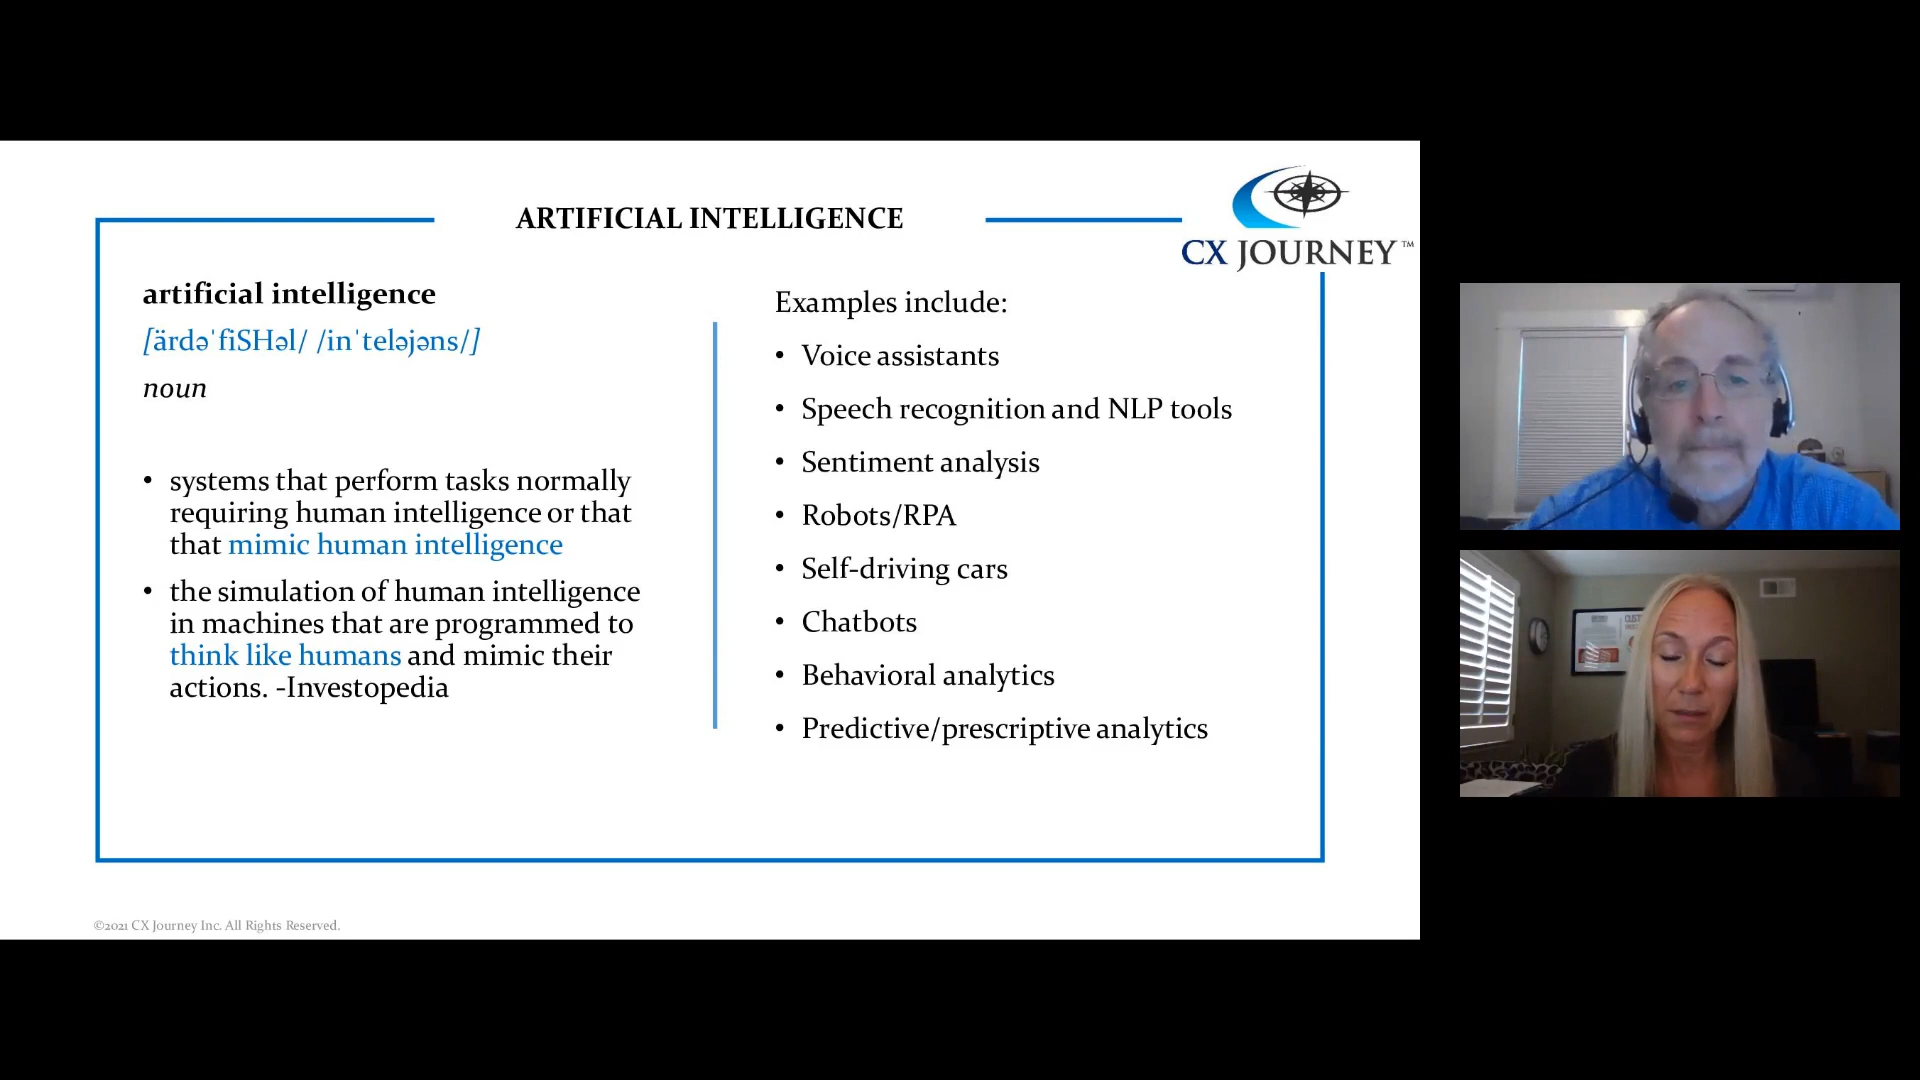 ARTIFICIAL INTELLIGENCE
CX JOURNEY™
artificial intelligence
[ärdəˈfiSHəl/ /inˈteləjəns/]
noun
• systems that perform tasks normally
requiring human intelligence or that
that mimic human intelligence
• the simulation of human intelligence
in machines that are programmed to
think like humans and mimic their
actions. -Investopedia
Examples include:
• Voice assistants
• Speech recognition and NLP tools
• Sentiment analysis
• Robots/RPA
• Self-driving cars
• Chatbots
• Behavioral analytics
• Predictive/prescriptive analytics
©2021 CX Journey Inc. All Rights Reserved.